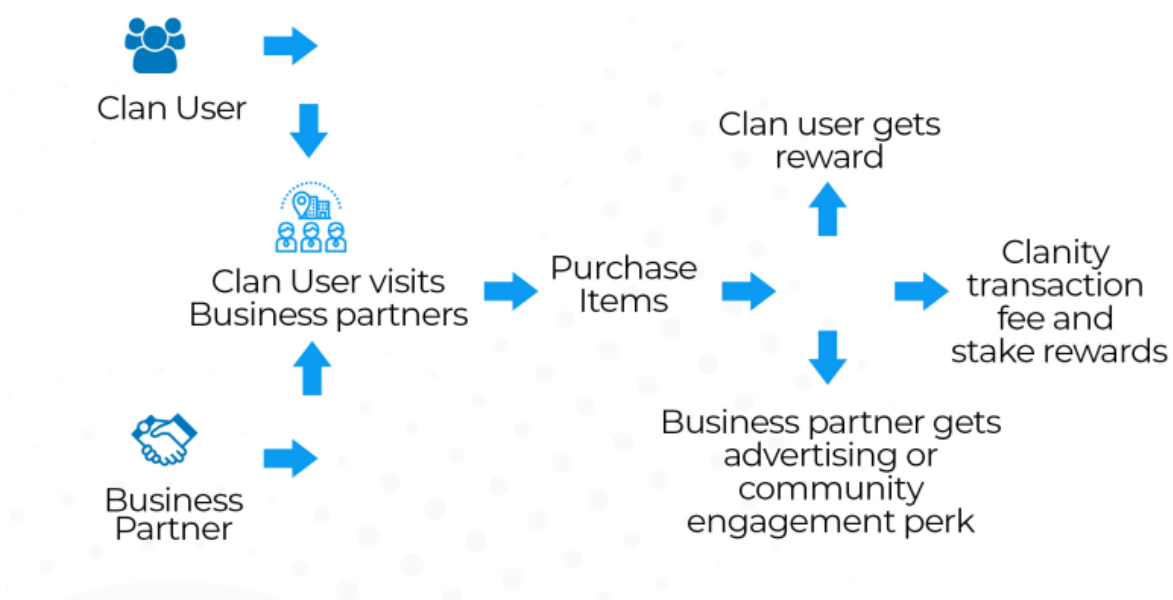 Clan User
Clan User visits
Business partners
Business
Partner
Purchase
Items
Clan user gets
reward
Clanity
transaction
fee and
stake rewards
Business partner gets
advertising or
community
engagement perk